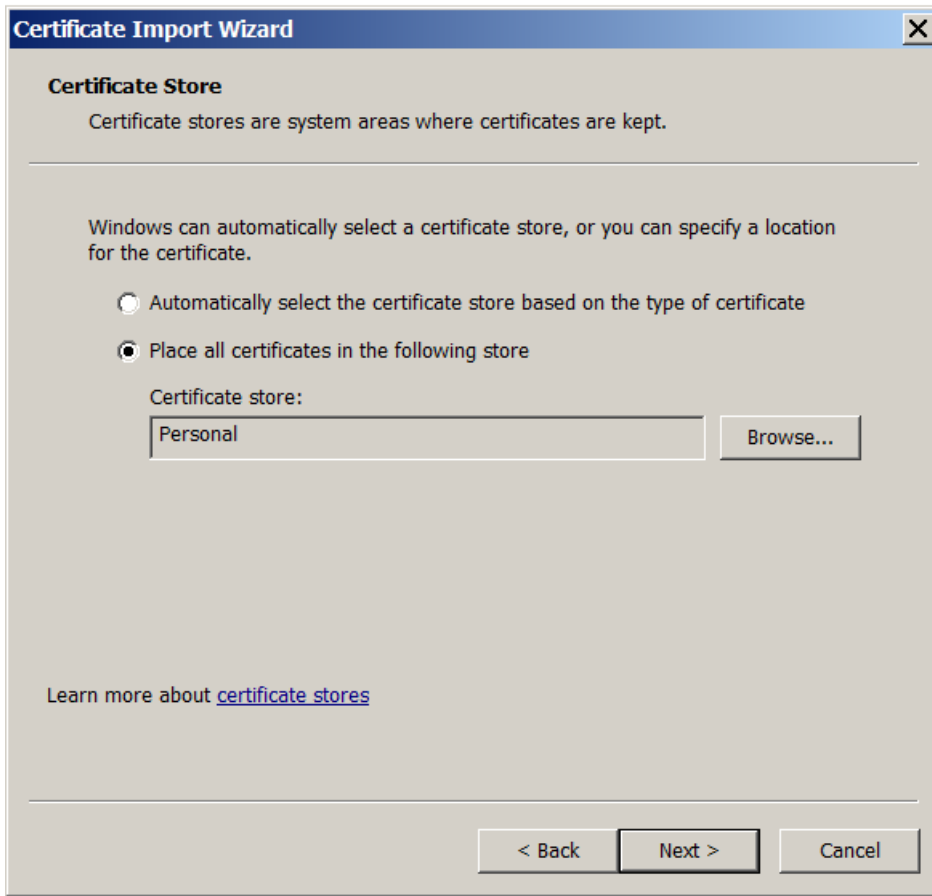 Certificate Import Wizard
Certificate Store
Certificate stores are system areas where certificates are kept.
Windows can automatically select a certificate store, or you can specify a location
for the certificate.
Automatically select the certificate store based on the type of certificate
Place all certificates in the following store
Certificate store:
Personal
Browse...
Learn more about certificate stores
< Back
Next >
Cancel